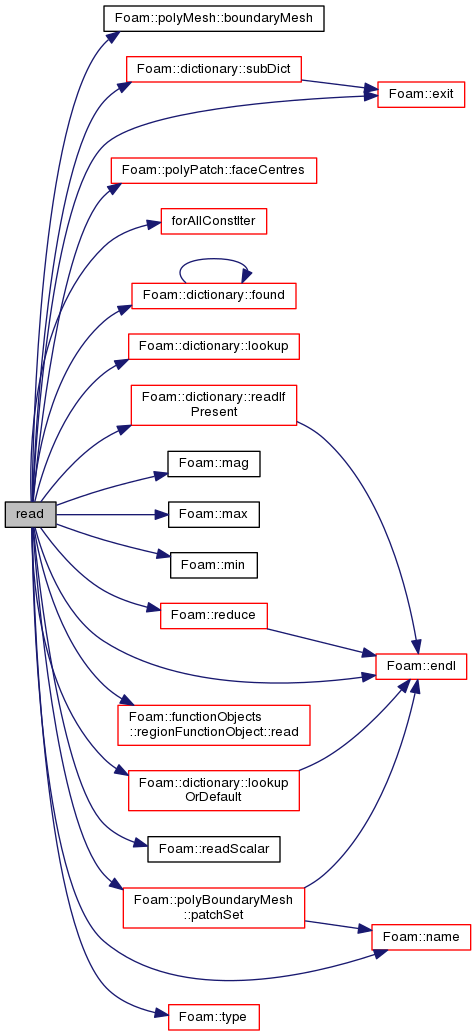 Foam::polyMesh::boundaryMesh
Foam::dictionary::subDict
Foam::exit
Foam::polyPatch::faceCentres
forAllConstIter
Foam::dictionary::found
Foam::dictionary::lookup
Foam::dictionary::readIf
Present
Foam::mag
read
Foam::max
Foam::min
Foam::reduce
Foam::endl
Foam::functionObjects
::regionFunctionObject::read
Foam::dictionary::lookup
OrDefault
Foam::readScalar
Foam::polyBoundaryMesh
::patchSet
Foam::name
Foam::type